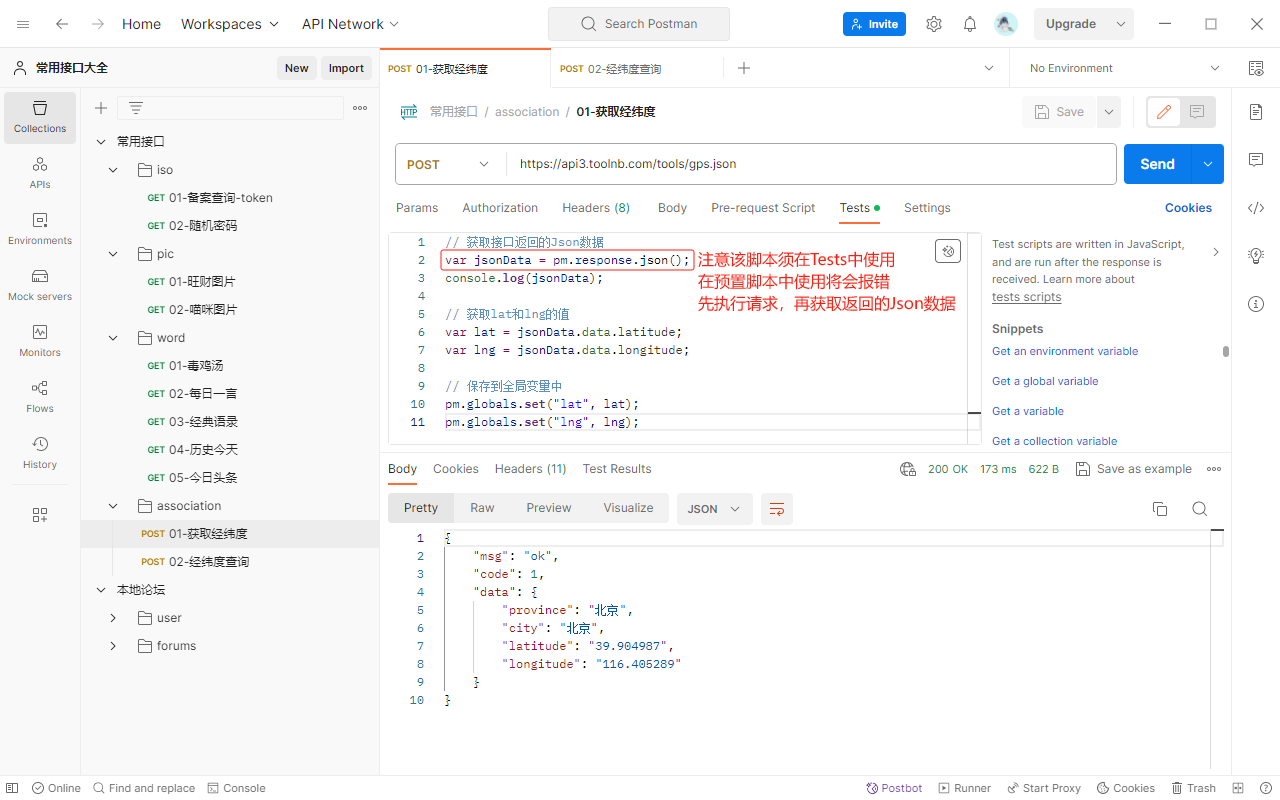 Home Workspaces API Network Search Postman Invite Upgrade
常用接口大全 New Import
POST 01-获取经纬度 POST 02-经纬度查询 No Environment
Collections
APIs
Environments
Mock servers
Monitors
Flows
History
常用接口
iso
GET 01-备案查询-token
GET 02-随机密码
pic
GET 01-旺财图片
GET 02-喵咪图片
word
GET 01-毒鸡汤
GET 02-每日一言
GET 03-经典语录
GET 04-历史今天
GET 05-今日头条
association
POST 01-获取经纬度
POST 02-经纬度查询
本地论坛
user
forums
HTTP 常用接口 / association / 01-获取经纬度 Save
POST https://api3.toolnb.com/tools/gps.json Send
Params Authorization Headers (8) Body Pre-request Script Tests Settings Cookies
1 // 获取接口返回的Json数据
2 var jsonData = pm.response.json();
3 console.log(jsonData);
4
5 // 获取lat和lng的值
6 var lat = jsonData.data.latitude;
7 var lng = jsonData.data.longitude;
8
9 // 保存到全局变量中
10 pm.globals.set("lat", lat);
11 pm.globals.set("lng", lng);
注意该脚本须在Tests中使用
在预置脚本中使用将会报错
先执行请求，再获取返回的Json数据
Test scripts are written in JavaScript,
and are run after the response is
received. Learn more about
tests scripts
Snippets
Get an environment variable
Get a global variable
Get a variable
Get a collection variable
Body Cookies Headers (11) Test Results 200 OK 173 ms 622 B Save as example
Pretty Raw Preview Visualize JSON
1 {
2 "msg": "ok",
3 "code": 1,
4 "data": {
5 "province": "北京",
6 "city": "北京",
7 "latitude": "39.904987",
8 "longitude": "116.405289"
9 }
10 }
Online Find and replace Console Postbot Runner Start Proxy Cookies Trash